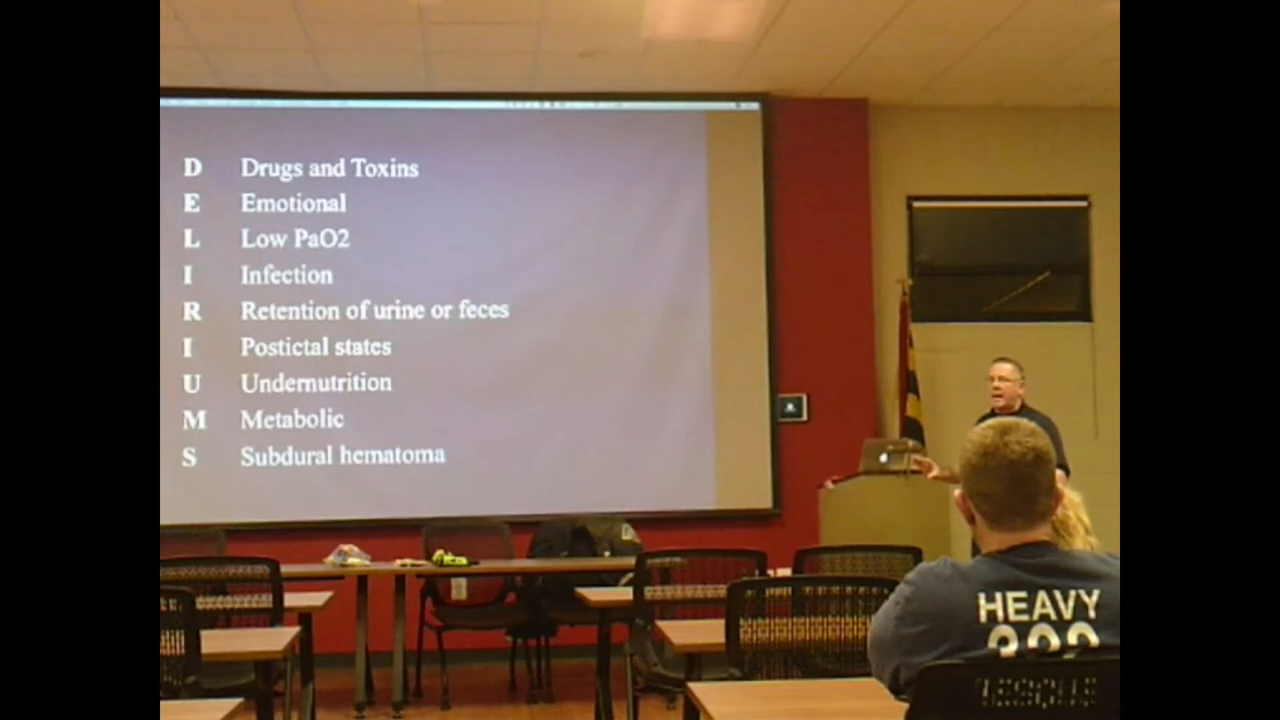 D Drugs and Toxins
E Emotional
L Low PaO2
I Infection
R Retention of urine or feces
I Postictal states
U Undernutrition
M Metabolic
S Subdural hematoma
HEAVY